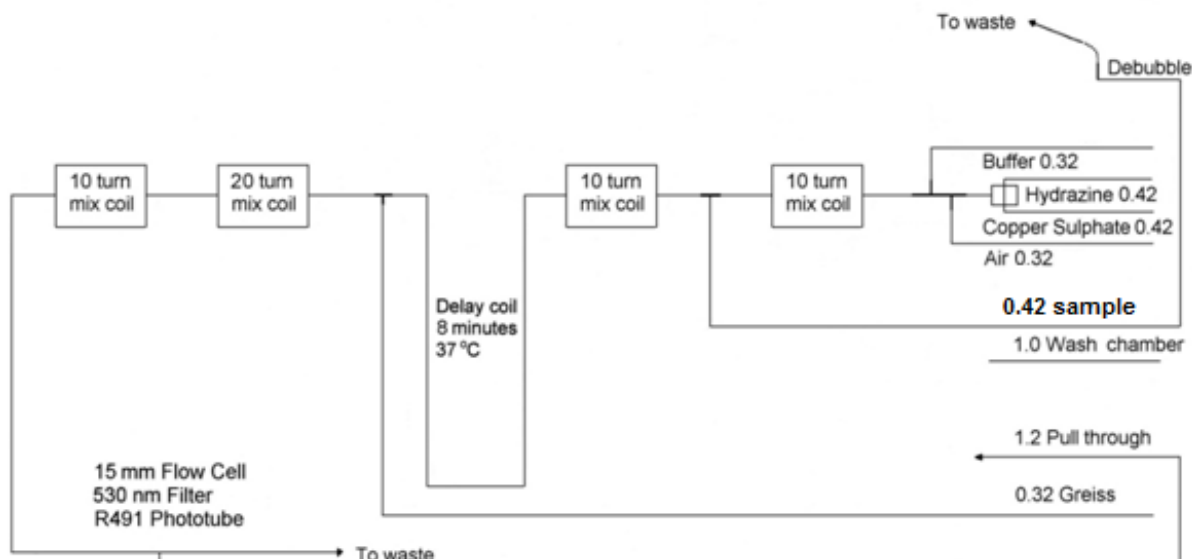 To waste
Debubble
Buffer 0.32
Hydrazine 0.42
Copper Sulphate 0.42
Air 0.32
10 turn
mix coil
20 turn
mix coil
10 turn
mix coil
10 turn
mix coil
Delay coil
8 minutes
37 °C
0.42 sample
1.0 Wash chamber
1.2 Pull through
0.32 Greiss
15 mm Flow Cell
530 nm Filter
R491 Phototube
To waste